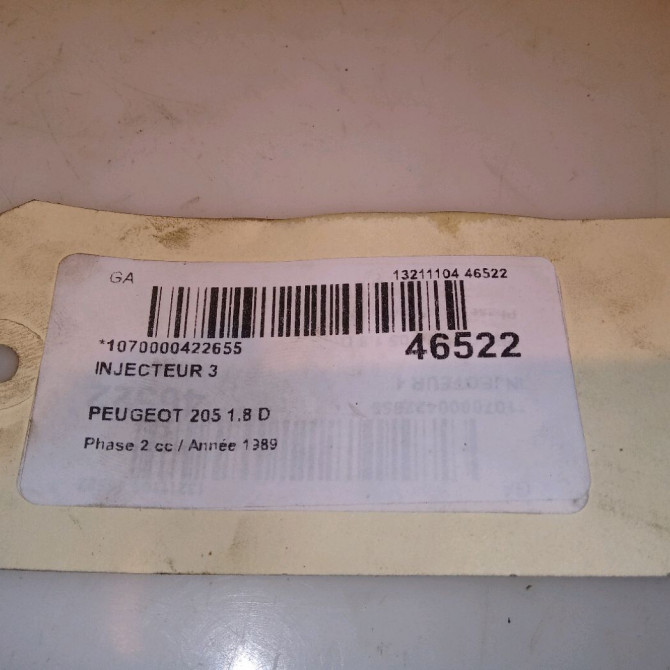 GA 13211104 46522
*1070000422655 46522
INJECTEUR 3
PEUGEOT 205 1.8 D
Phase 2 cc / Année 1989